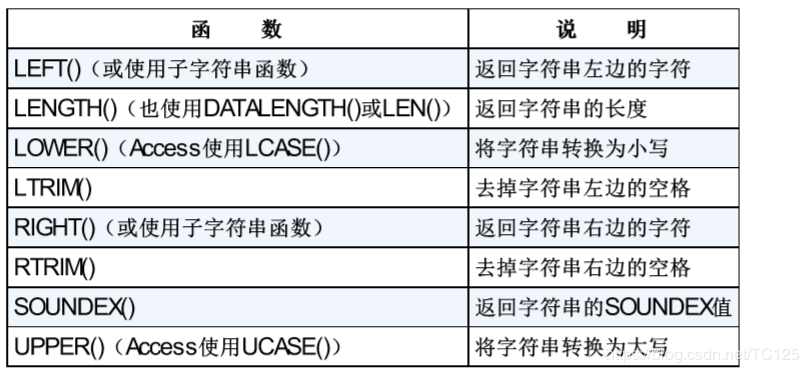 函 数 说 明
LEFT()（或使用子字符串函数） 返回字符串左边的字符
LENGTH()（也使用DATALENGTH()或LEN()） 返回字符串的长度
LOWER()（Access使用LCASE()） 将字符串转换为小写
LTRIM() 去掉字符串左边的空格
RIGHT()（或使用子字符串函数） 返回字符串右边的字符
RTRIM() 去掉字符串右边的空格
SOUNDEX() 返回字符串的SOUNDEX值
UPPER()（Access使用UCASE()） 将字符串转换为大写
https://blog.csdn.net/TC125